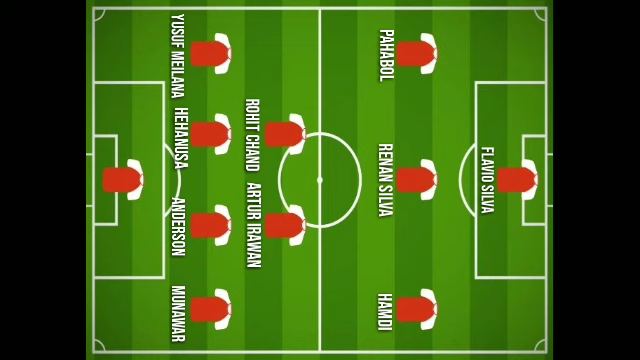 FLAVIO SILVA
PAHABOL
RENAN SILVA
HAMDI
ROHIT CHAND
ARTUR IRAWAN
YUSUF MEILANA
HEHANUSA
ANDERSON
MUNAWAR